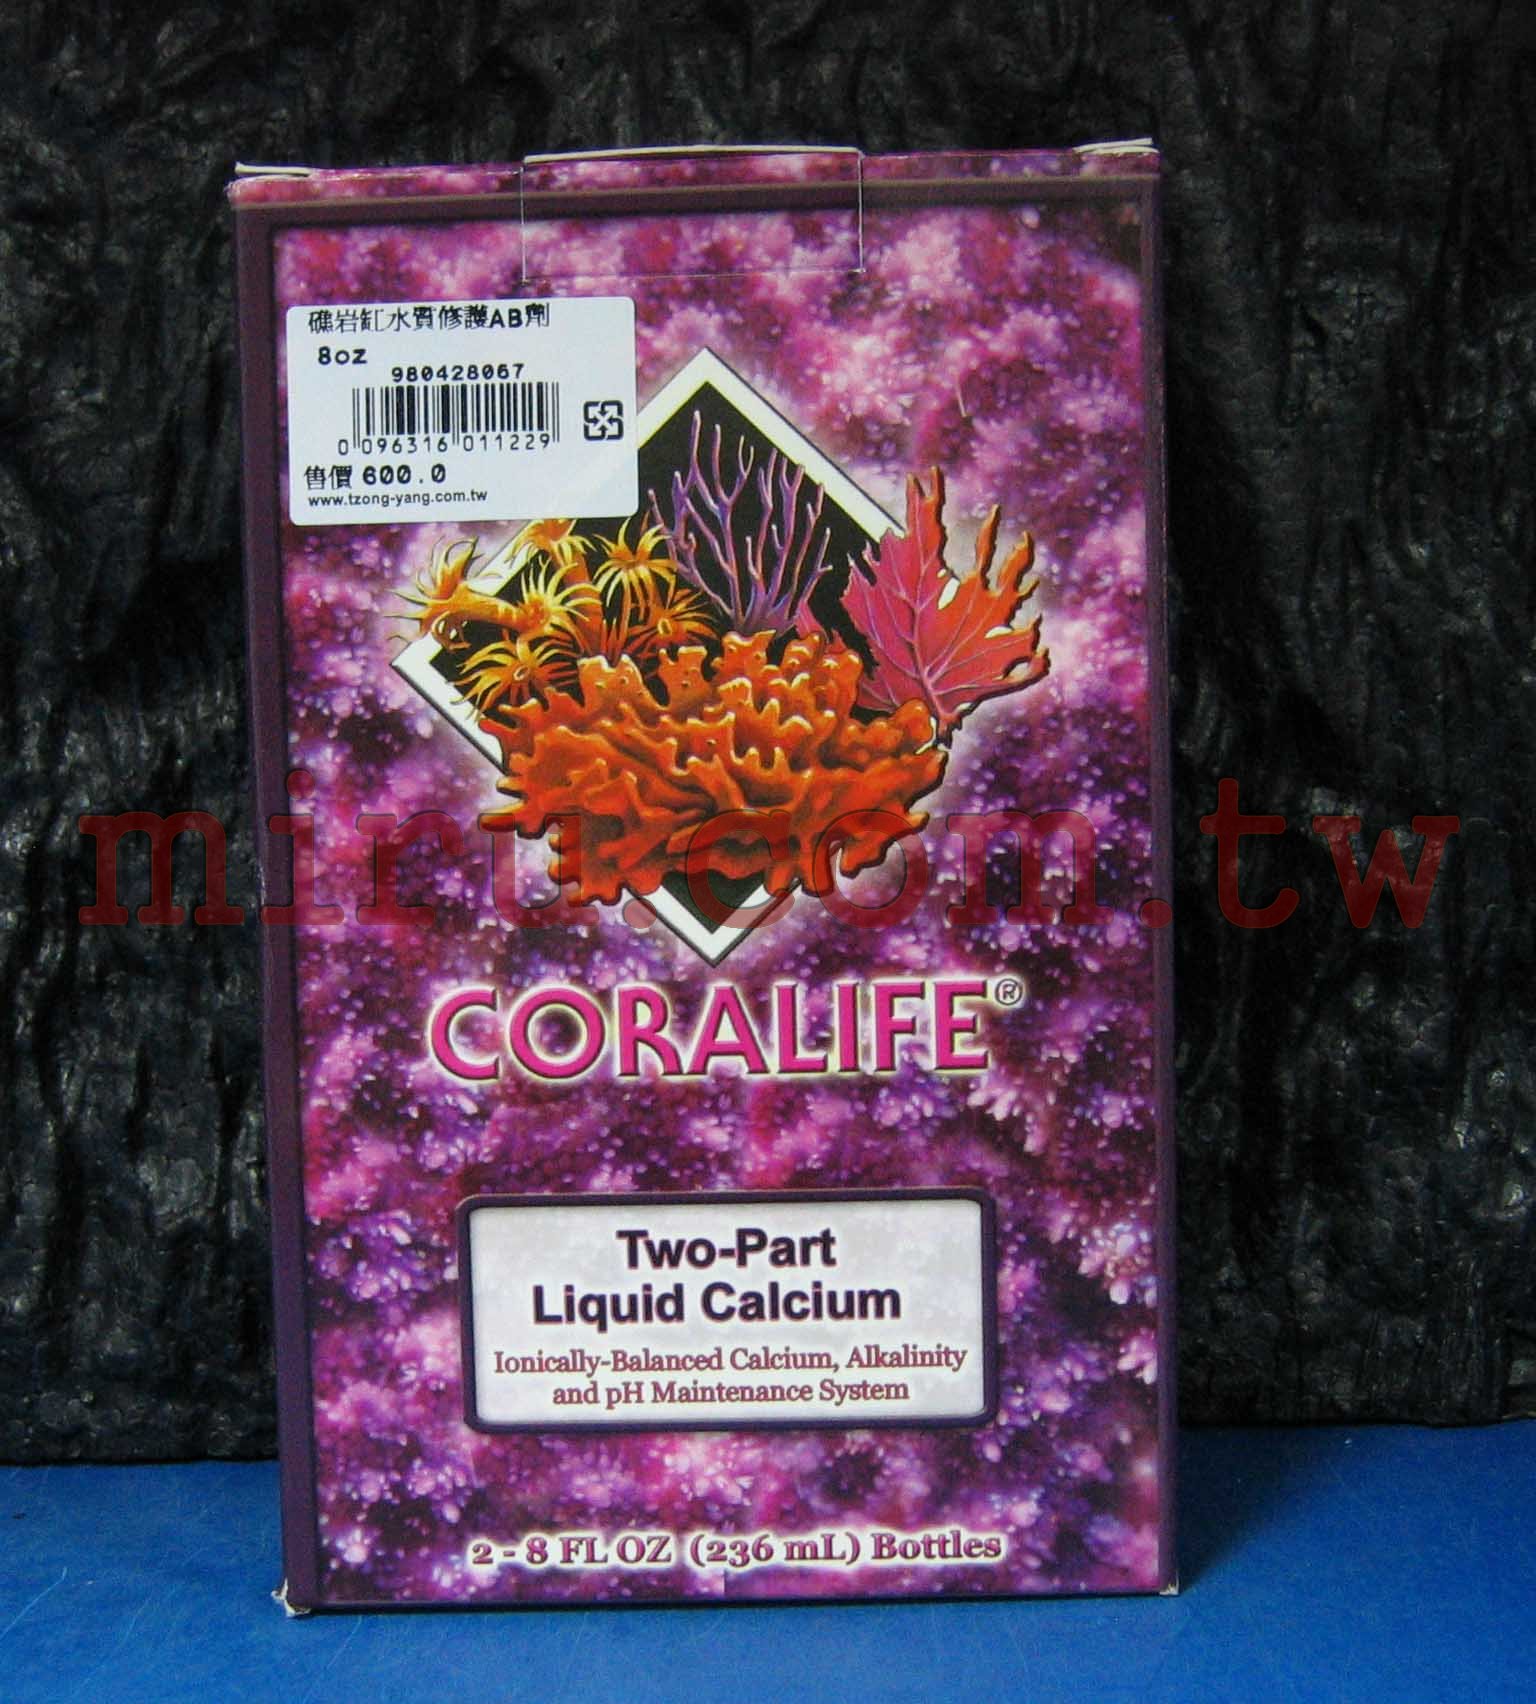 礁岩缸水質修護AB劑
8oz
980428067
0 096316 011229
售價 600.0
www.tzong-yang.com.tw
miru.com.tw
CORALIFE®
Two-Part
Liquid Calcium
Ionically-Balanced Calcium, Alkalinity
and pH Maintenance System
2 - 8 FL OZ (236 mL) Bottles